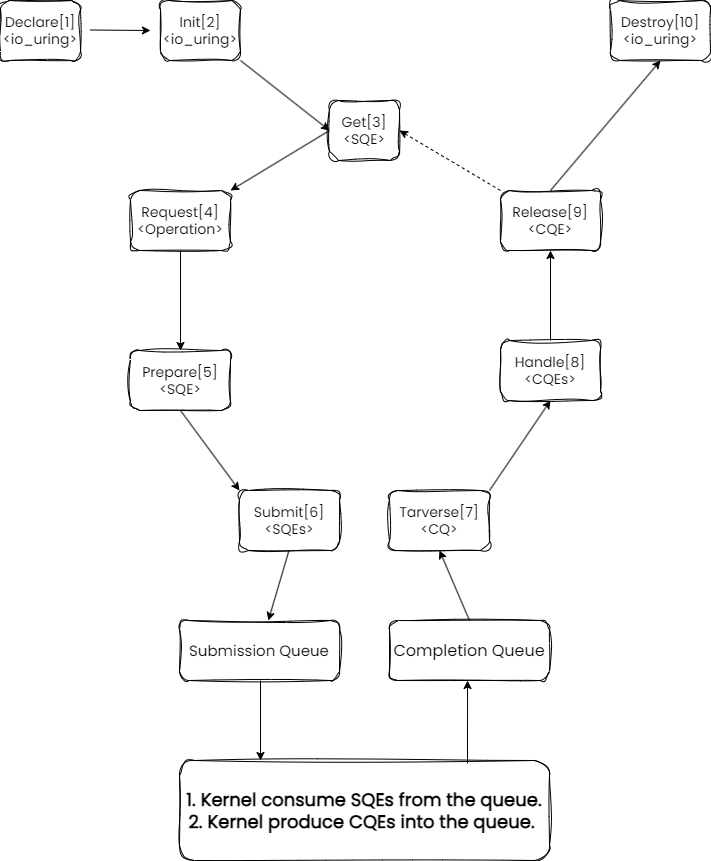 Declare[1]
<io_uring>
Init[2]
<io_uring>
Destroy[10]
<io_uring>
Get[3]
<SQE>
Request[4]
<Operation>
Release[9]
<CQE>
Prepare[5]
<SQE>
Handle[8]
<CQEs>
Submit[6]
<SQEs>
Tarverse[7]
<CQ>
Submission Queue
Completion Queue
1. Kernel consume SQEs from the queue.
2. Kernel produce CQEs into the queue.